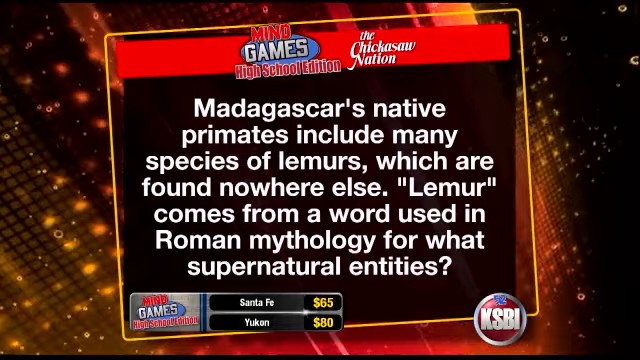 MIND
GAMES
High School Edition
the
Chickasaw
Nation
Madagascar's native
primates include many
species of lemurs, which are
found nowhere else. "Lemur"
comes from a word used in
Roman mythology for what
supernatural entities?
MIND
GAMES
High School Edition
Santa Fe $65
Yukon $80
52
KSBI